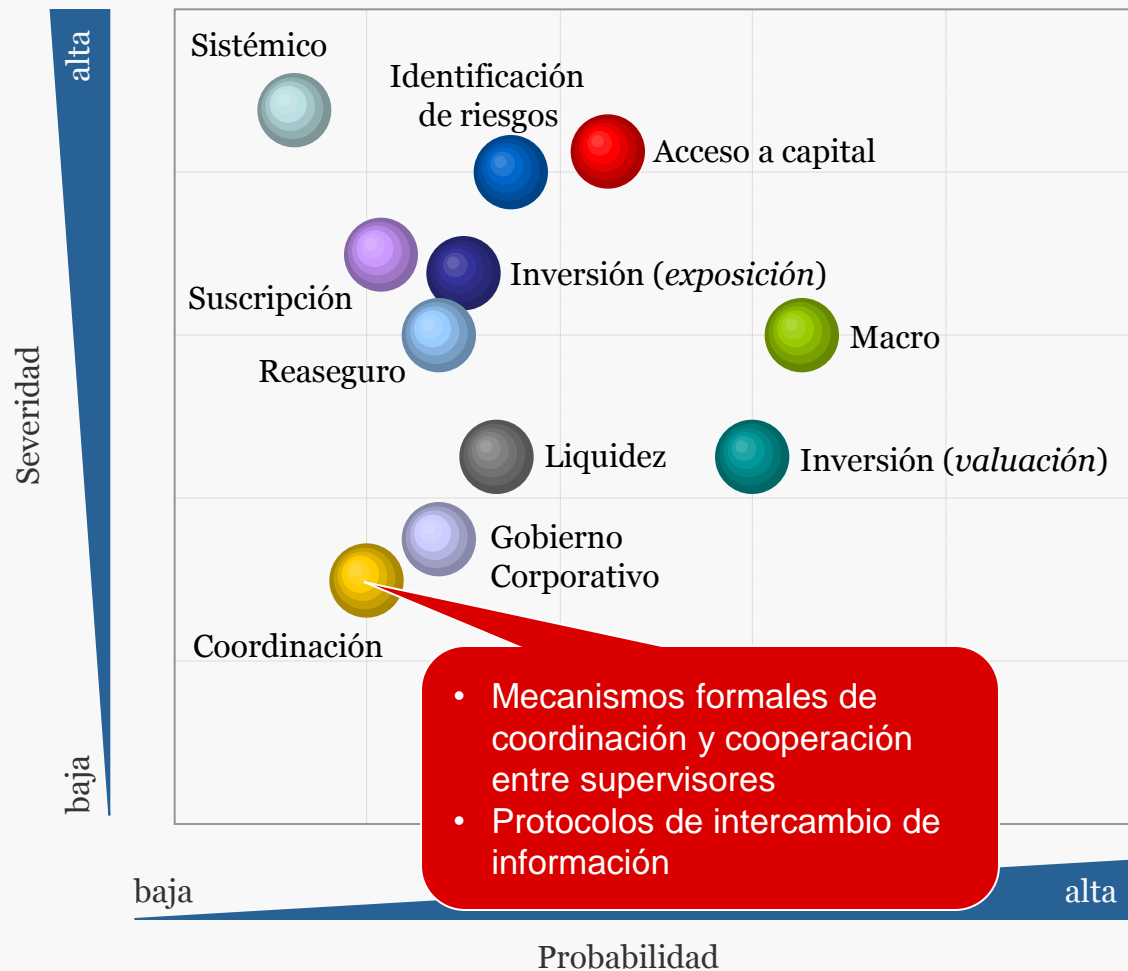 alta
Sistémico
Identificación
de riesgos
Acceso a capital
Inversión (exposición)
Suscripción
Macro
Reaseguro
Severidad
Liquidez
Inversión (valuación)
Gobierno
Corporativo
Coordinación
• Mecanismos formales de
coordinación y cooperación
entre supervisores
• Protocolos de intercambio de
información
baja
baja
alta
Probabilidad